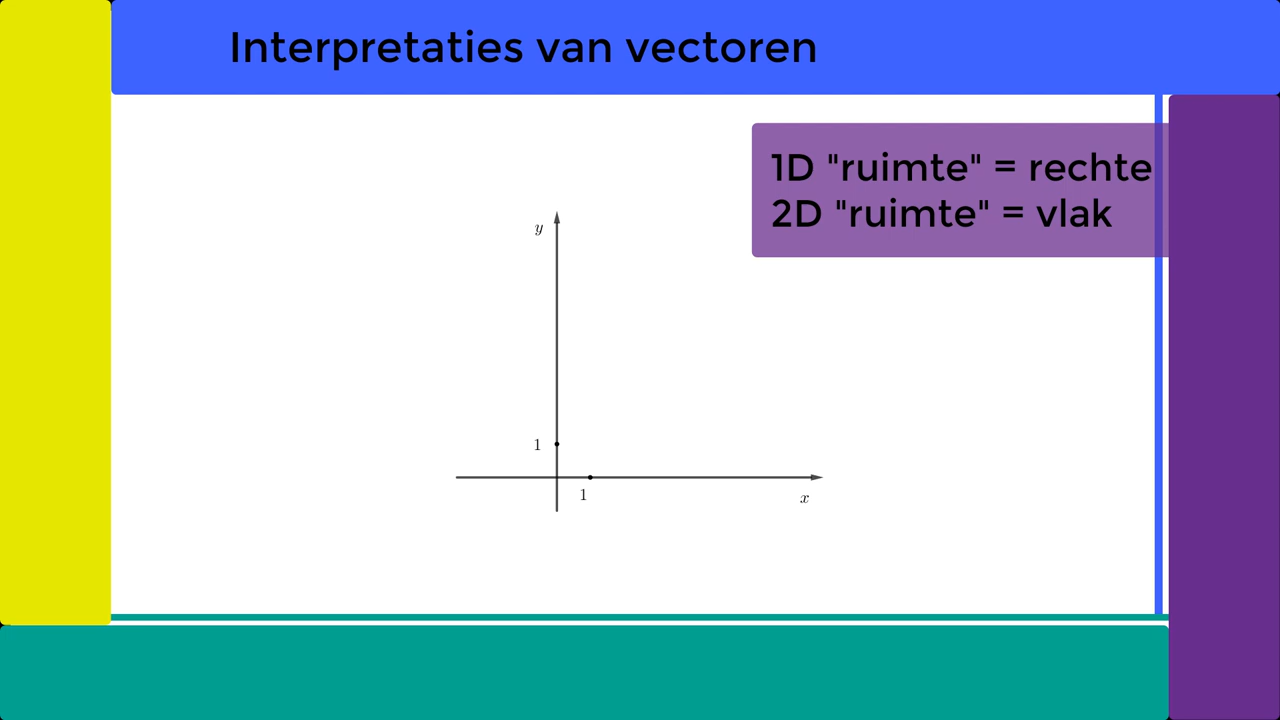 Interpretaties van vectoren
1D "ruimte" = rechte
2D "ruimte" = vlak
y
1
1
x